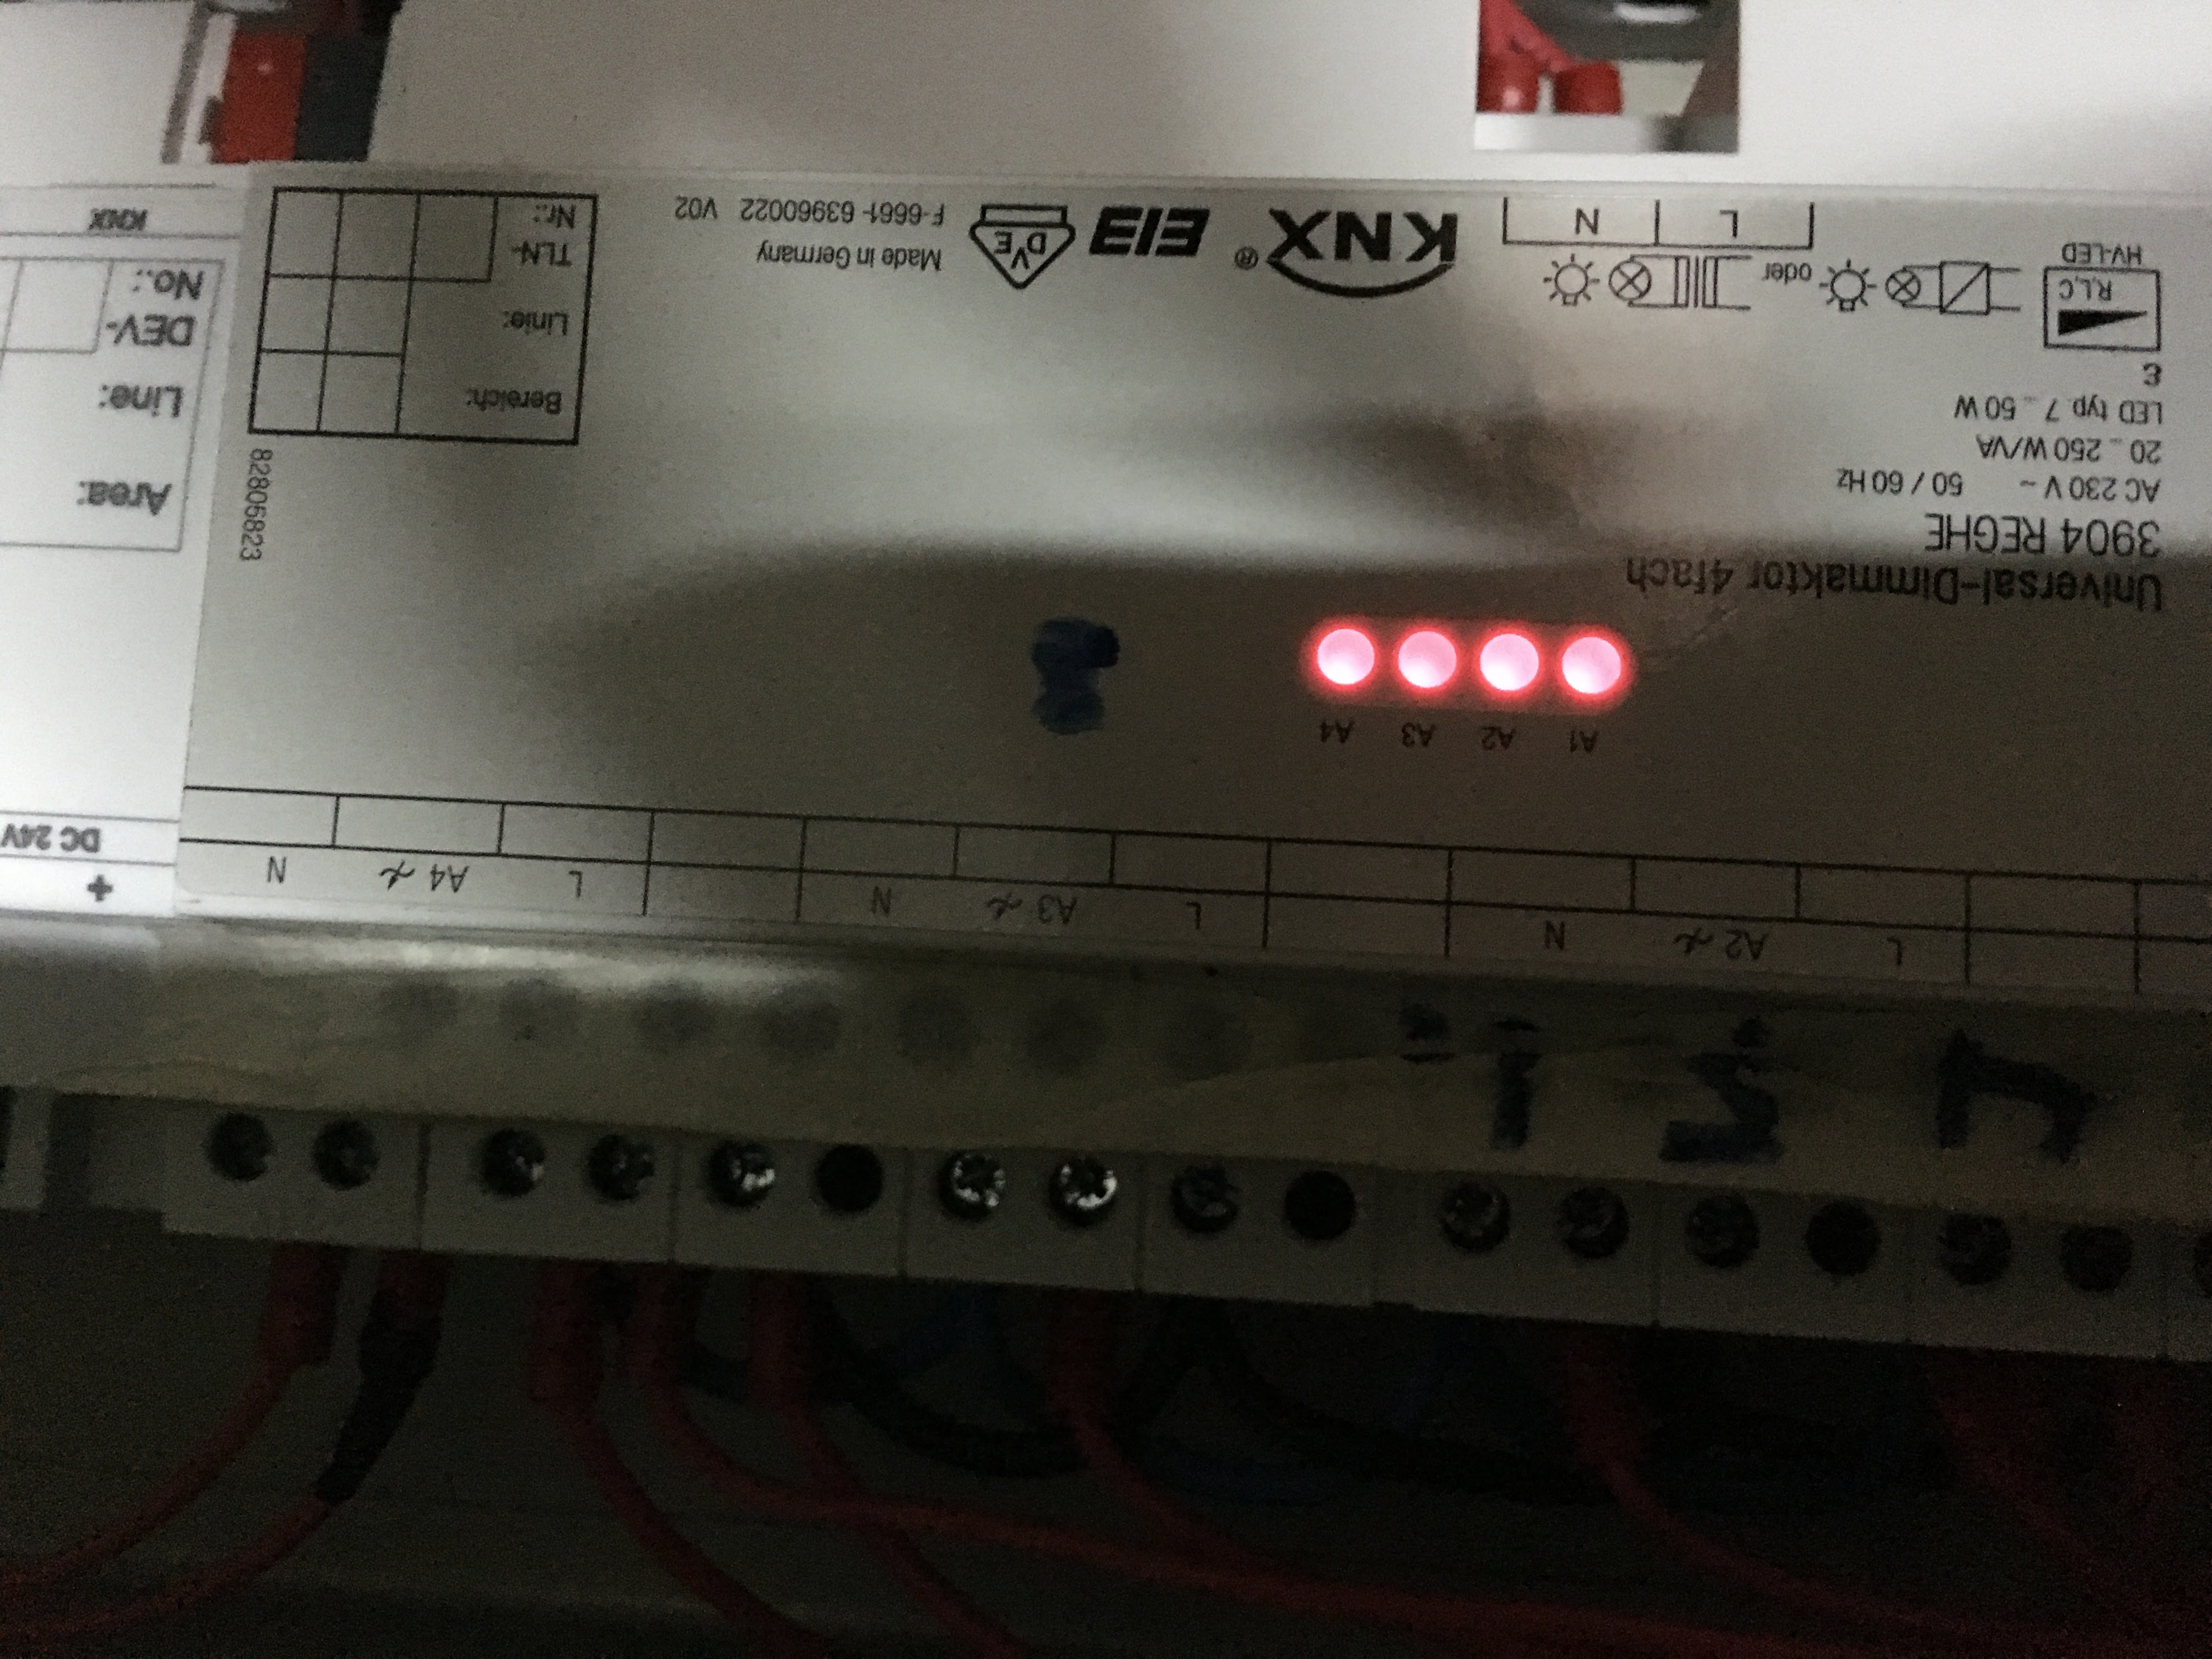 4 5 1
L A2 N
L A3 N
L A4 N
+
DC 24V
A1 A2 A3 A4
Universal-Dimmaktor 4fach
3904 REGHE
AC 230 V ~ 50 / 60 Hz
20 .. 250 W/VA
LED typ. 7 .. 50 W
ε
R,L,C
HV-LED
oder
L N
KNX®
EIB
DVE
Made in Germany
F-6661- 63960022 V02
82805823
Bereich:
Linie:
TLN-
Nr.:
Area:
Line:
DEV-
No.:
KNX